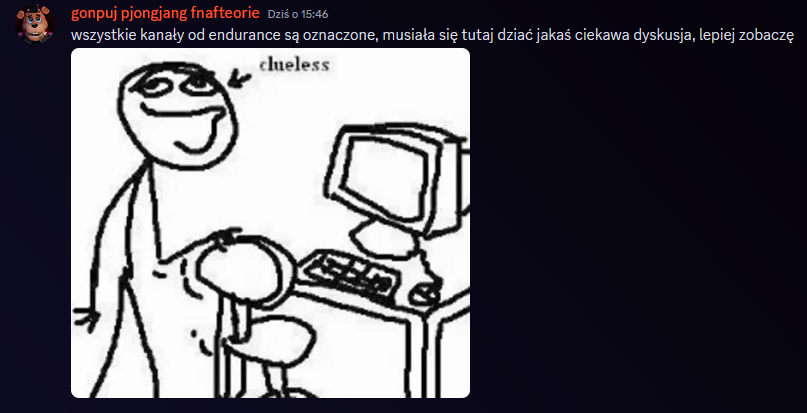 gonpuj pjongjang fnafteorie Dziś o 15:46
wszystkie kanały od endurance są oznaczone, musiała się tutaj dziać jakaś ciekawa dyskusja, lepiej zobaczę
clueless